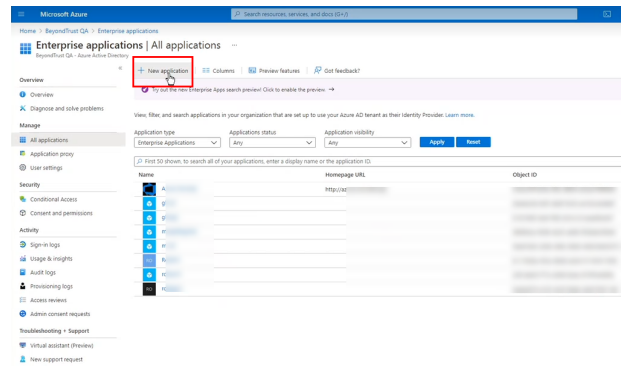 Microsoft Azure
Search resources, services, and docs (G+/)
Home > BeyondTrust QA > Enterprise applications
Enterprise applications | All applications ...
BeyondTrust QA - Azure Active Directory
+ New application
Columns
Preview features
Got feedback?
Try out the new Enterprise Apps search preview! Click to enable the preview. →
Overview
Overview
Diagnose and solve problems
Manage
All applications
Application proxy
User settings
Security
Conditional Access
Consent and permissions
Activity
Sign-in logs
Usage & insights
Audit logs
Provisioning logs
Access reviews
Admin consent requests
Troubleshooting + Support
Virtual assistant (Preview)
New support request
View, filter, and search applications in your organization that are set up to use your Azure AD tenant as their Identity Provider. Learn more.
Application type
Applications status
Application visibility
Enterprise Applications
Any
Any
Apply
Reset
First 50 shown, to search all of your applications, enter a display name or the application ID.
Name
Homepage URL
Object ID
A
http://az
g
g
m
n
RO
ro
RO